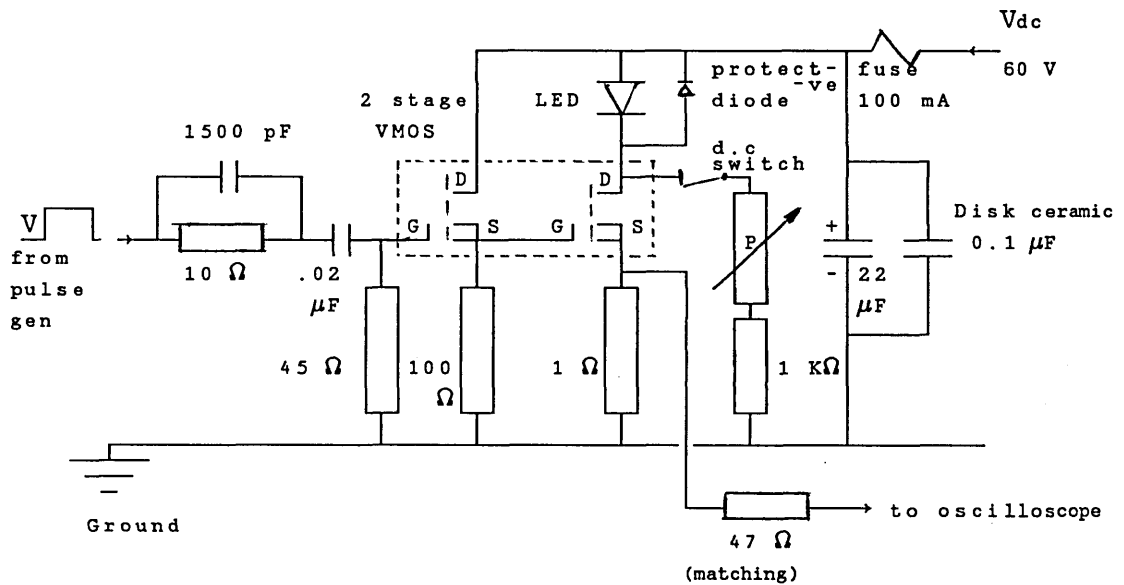 Vdc
60 V
protect-
-ve
diode
fuse
100 mA
LED
2 stage
VMOS
1500 pF
d.c
switch
D
D
G
S
G
S
V
from
pulse
gen
10 Ω
.02
μF
P
+
-
22
μF
Disk ceramic
0.1 μF
45 Ω
100
Ω
1 Ω
1 KΩ
Ground
to oscilloscope
47 Ω
(matching)